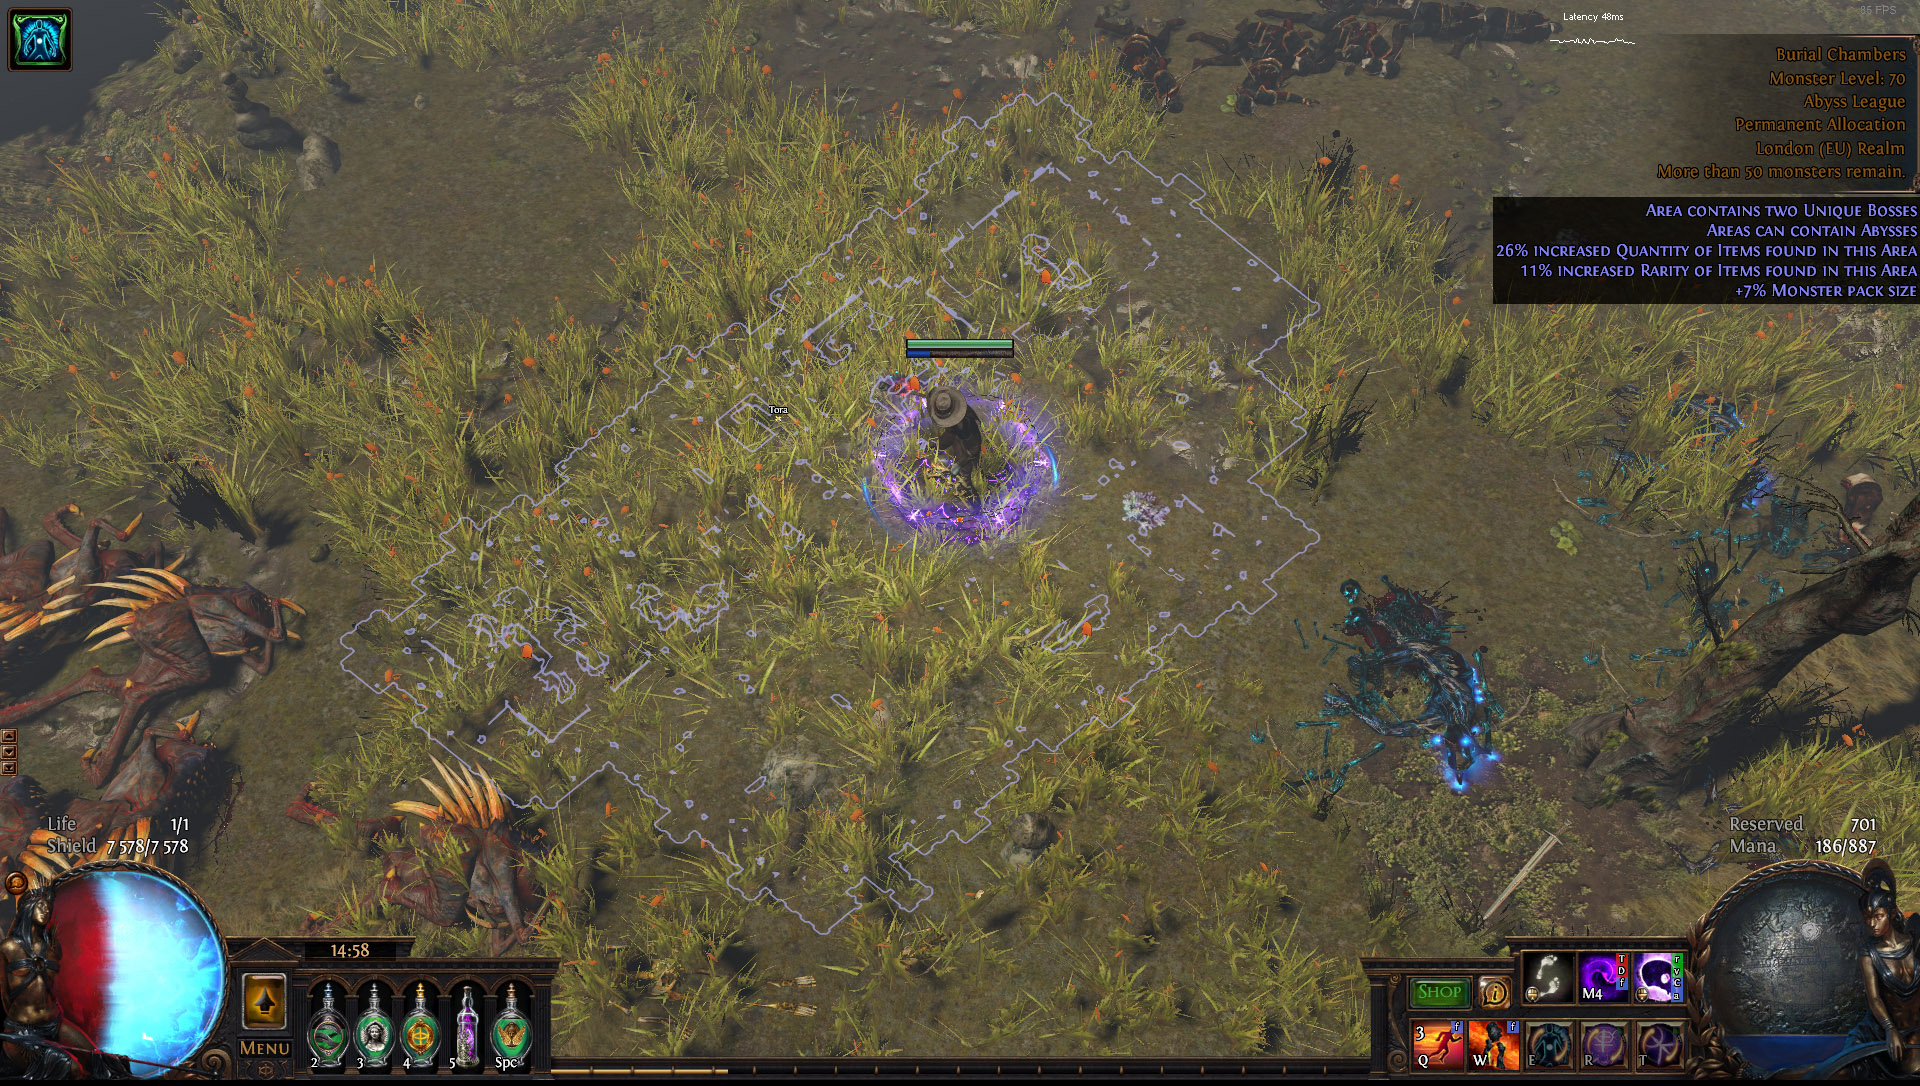 Latency 48ms
85 FPS
Burial Chambers
Monster Level: 70
Abyss League
Permanent Allocation
London (EU) Realm
More than 50 monsters remain.
Area contains two Unique Bosses
Areas can contain Abysses
26% increased Quantity of Items found in this Area
11% increased Rarity of Items found in this Area
+7% Monster pack size
Tora
Life 1/1
Shield 7 578/7 578
Reserved 701
Mana 186/887
14:58
Menu
2 3 4 5 Spc
Shop
M4
T
D
f
r
v
C
a
3 f
Q
f
W
E
R
T